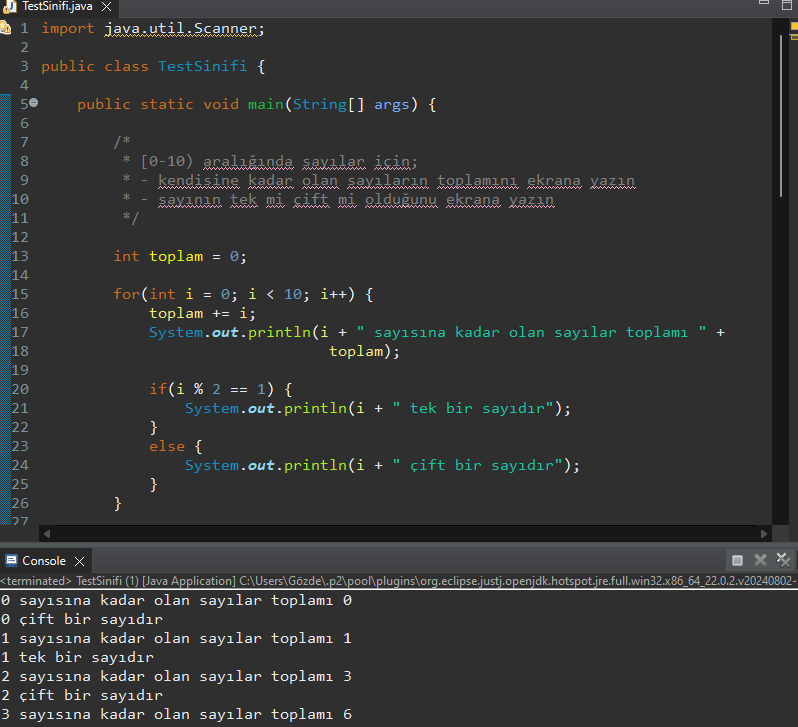 TestSinifi.java
1 import java.util.Scanner;
2
3 public class TestSinifi {
4
5 public static void main(String[] args) {
6
7 /*
8 * [0-10) aralığında sayılar için;
9 * - kendisine kadar olan sayıların toplamını ekrana yazın
10 * - sayının tek mi çift mi olduğunu ekrana yazın
11 */
12
13 int toplam = 0;
14
15 for(int i = 0; i < 10; i++) {
16 toplam += i;
17 System.out.println(i + " sayısına kadar olan sayılar toplamı " +
18 toplam);
19
20 if(i % 2 == 1) {
21 System.out.println(i + " tek bir sayıdır");
22 }
23 else {
24 System.out.println(i + " çift bir sayıdır");
25 }
26 }
27
Console
<terminated> TestSinifi (1) [Java Application] C:\Users\Gözde\.p2\pool\plugins\org.eclipse.justj.openjdk.hotspot.jre.full.win32.x86_64_22.0.2.v20240802-
0 sayısına kadar olan sayılar toplamı 0
0 çift bir sayıdır
1 sayısına kadar olan sayılar toplamı 1
1 tek bir sayıdır
2 sayısına kadar olan sayılar toplamı 3
2 çift bir sayıdır
3 sayısına kadar olan sayılar toplamı 6